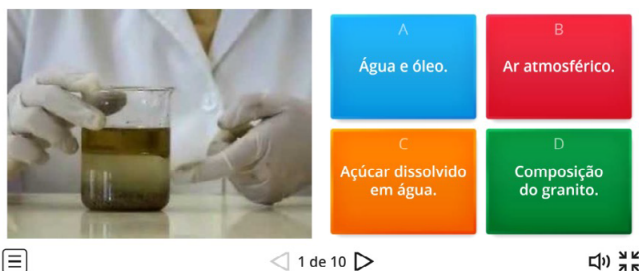 A
Água e óleo.
B
Ar atmosférico.
C
Açúcar dissolvido
em água.
D
Composição
do granito.
1 de 10